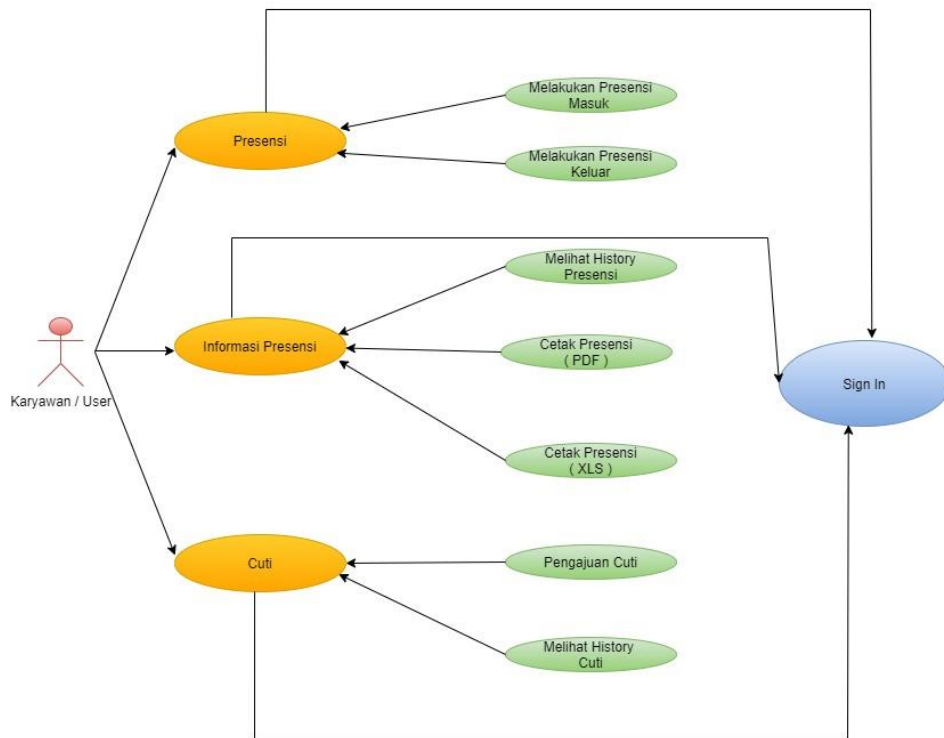 Melakukan Presensi
Masuk
Presensi
Melakukan Presensi
Keluar
Melihat History
Presensi
Informasi Presensi
Cetak Presensi
( PDF )
Sign In
Karyawan / User
Cetak Presensi
( XLS )
Cuti
Pengajuan Cuti
Melihat History
Cuti